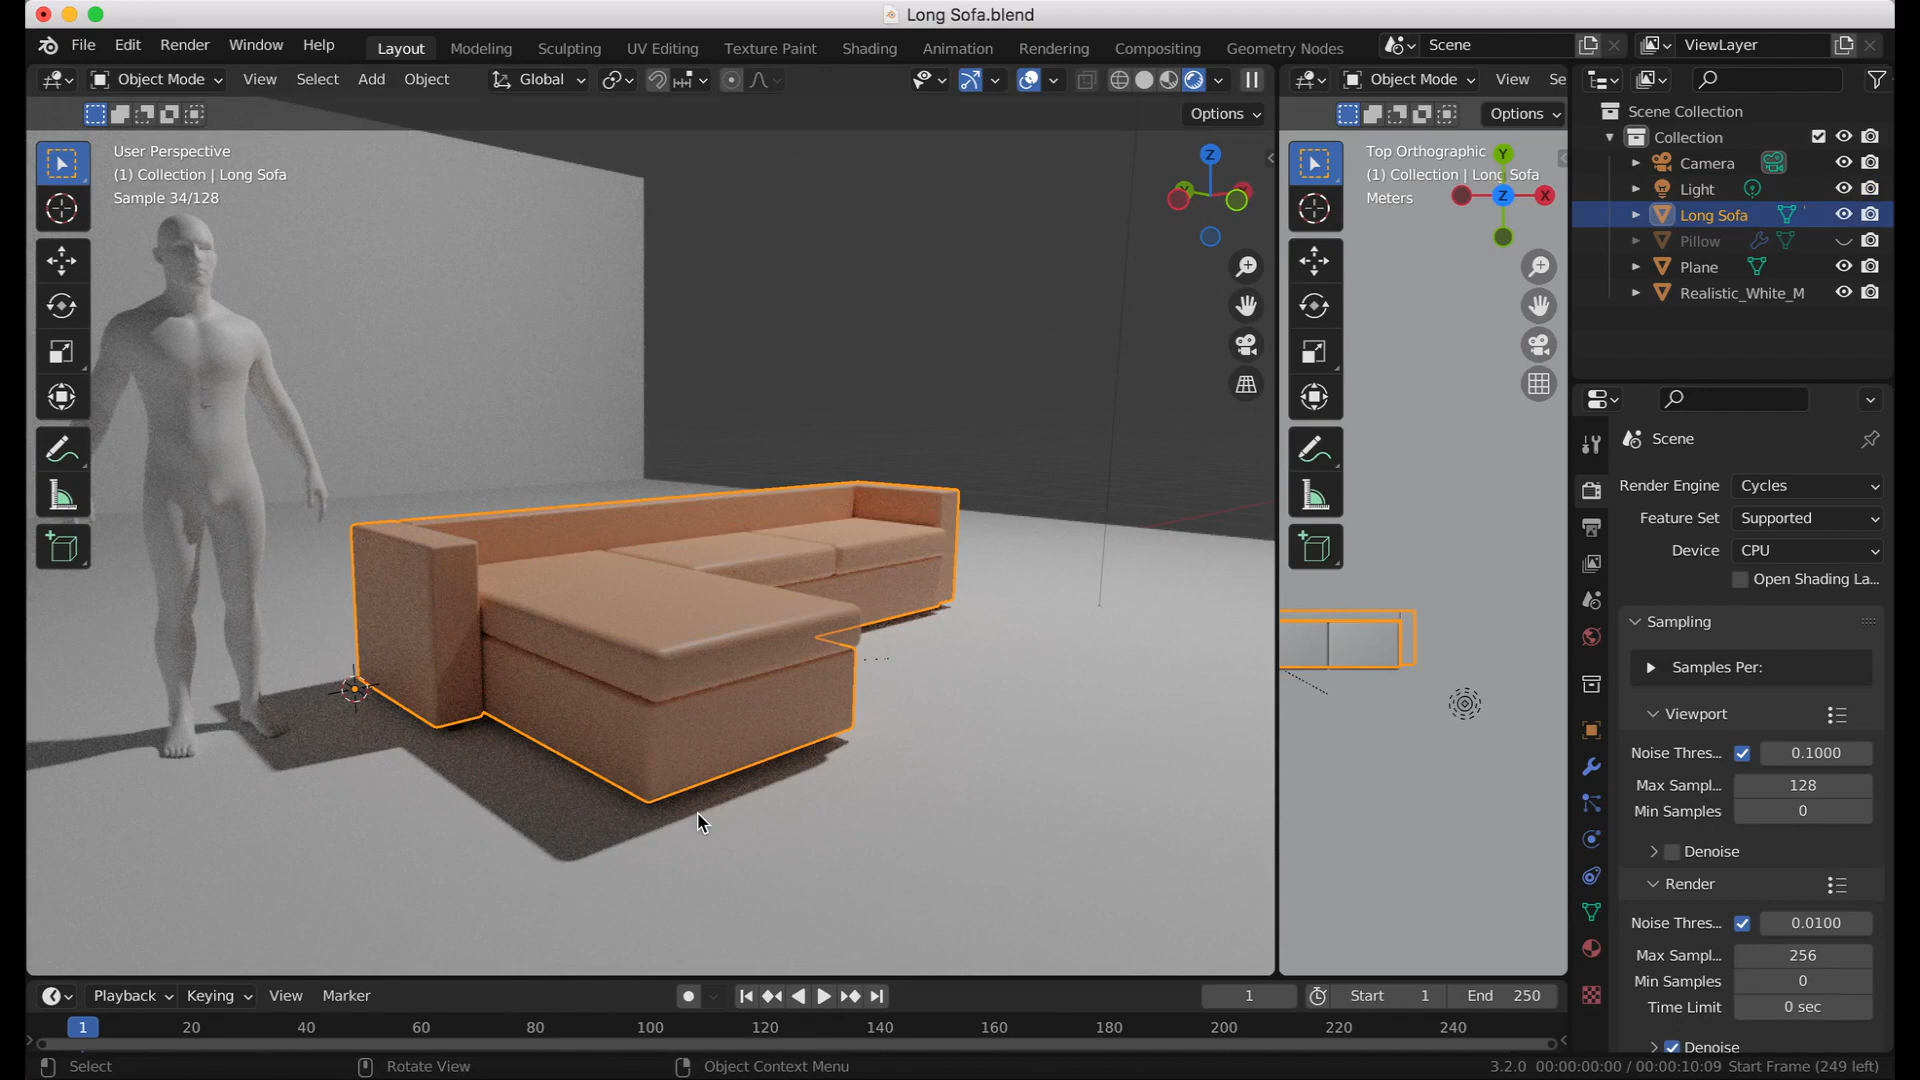 Long Sofa.blend
File Edit Render Window Help
Layout Modeling Sculpting UV Editing Texture Paint Shading Animation Rendering Compositing Geometry Nodes
Scene
ViewLayer
Object Mode View Select Add Object Global
Object Mode View Se
Options
Options
User Perspective
(1) Collection | Long Sofa
Sample 34/128
Z
Top Orthographic
(1) Collection | Long Sofa
Meters
Y
Z
X
Scene Collection
Collection
Camera
Light
Long Sofa
Pillow
Plane
Realistic_White_M
Scene
Render Engine Cycles
Feature Set Supported
Device CPU
Open Shading La...
Sampling
Samples Per:
Viewport
Noise Thres... 0.1000
Max Sampl... 128
Min Samples 0
Denoise
Render
Noise Thres... 0.0100
Max Sampl... 256
Min Samples 0
Time Limit 0 sec
Denoise
Playback Keying View Marker
1
Start 1
End 250
1 20 40 60 80 100 120 140 160 180 200 220 240
Select
Rotate View
Object Context Menu
3.2.0 00:00:00:00 / 00:00:10:09 Start Frame (249 left)